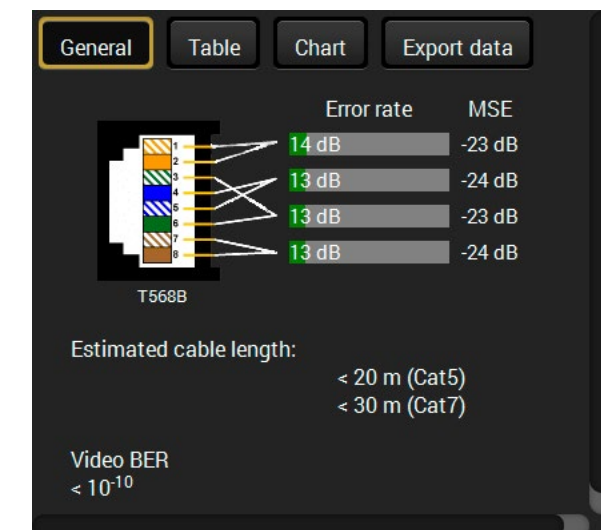 General Table Chart Export data
Error rate MSE
1 14 dB -23 dB
2
3 13 dB -24 dB
4
5 13 dB -23 dB
6
7 13 dB -24 dB
8
T568B
Estimated cable length:
< 20 m (Cat5)
< 30 m (Cat7)
Video BER
< 10⁻¹⁰